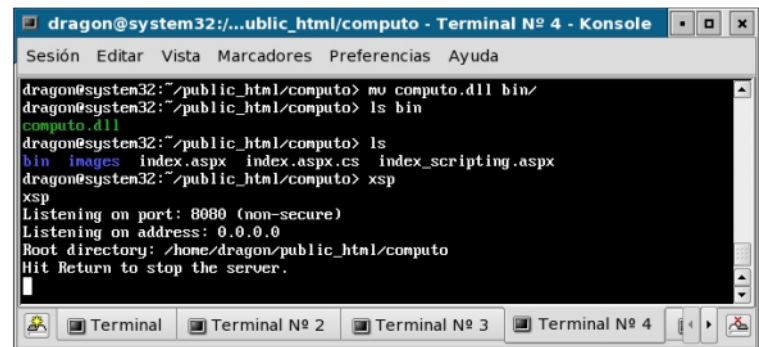 dragon@system32:/...ublic_html/computo - Terminal Nº 4 - Konsole
Sesión Editar Vista Marcadores Preferencias Ayuda
dragon@system32:~/public_html/computo> mv computo.dll bin/
dragon@system32:~/public_html/computo> ls bin
computo.dll
dragon@system32:~/public_html/computo> ls
bin images index.aspx index.aspx.cs index_scripting.aspx
dragon@system32:~/public_html/computo> xsp
xsp
Listening on port: 8080 (non-secure)
Listening on address: 0.0.0.0
Root directory: /home/dragon/public_html/computo
Hit Return to stop the server.
Terminal Terminal Nº 2 Terminal Nº 3 Terminal Nº 4